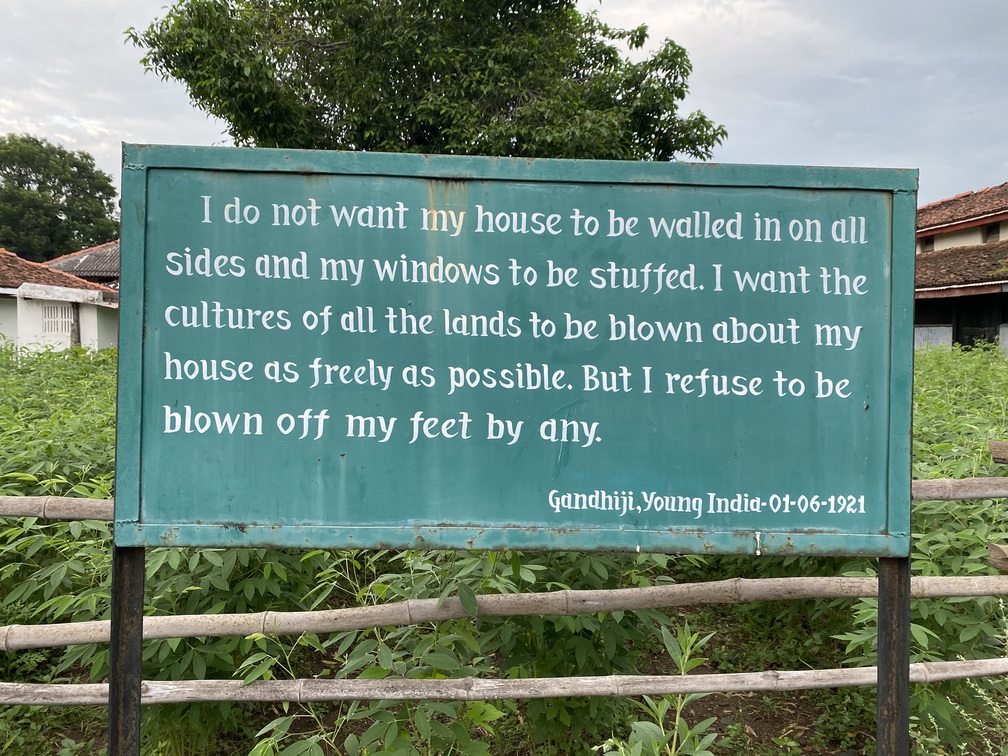 I do not want my house to be walled in on all
sides and my windows to be stuffed. I want the
cultures of all the lands to be blown about my
house as freely as possible. But I refuse to be
blown off my feet by any.
Gandhiji,Young India-01-06-1921